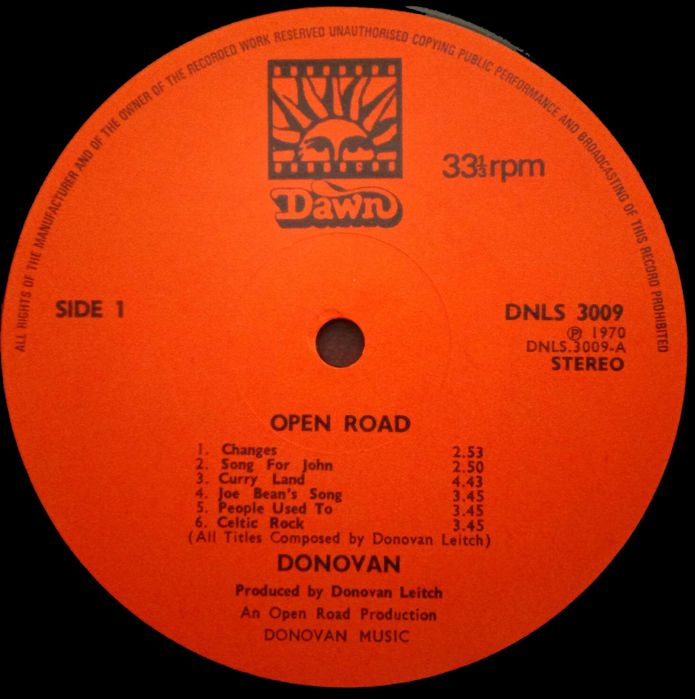 ALL RIGHTS OF THE MANUFACTURER AND OF THE OWNER OF THE RECORDED WORK RESERVED UNAUTHORISED COPYING PUBLIC PERFORMANCE AND BROADCASTING OF THIS RECORD PROHIBITED
Dawn
33⅓rpm
SIDE 1
DNLS 3009
Ⓟ 1970
DNLS.3009-A
STEREO
OPEN ROAD
1. Changes 2.53
2. Song For John 2.50
3. Curry Land 4.43
4. Joe Bean's Song 3.45
5. People Used To 3.45
6. Celtic Rock 3.45
(All Titles Composed by Donovan Leitch)
DONOVAN
Produced by Donovan Leitch
An Open Road Production
DONOVAN MUSIC